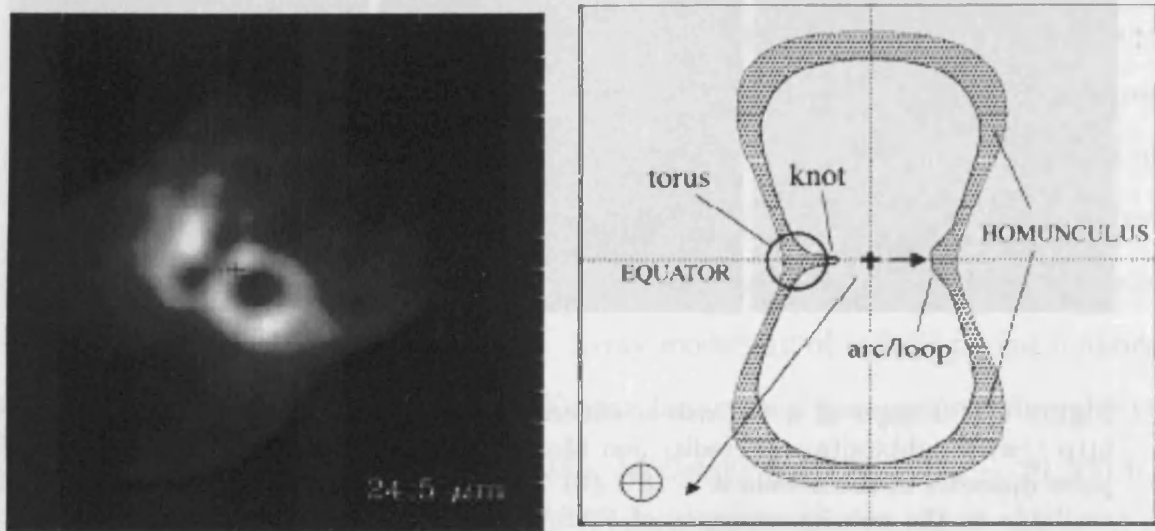 24.5 μm
torus
knot
HOMUNCULUS
EQUATOR
arc/loop